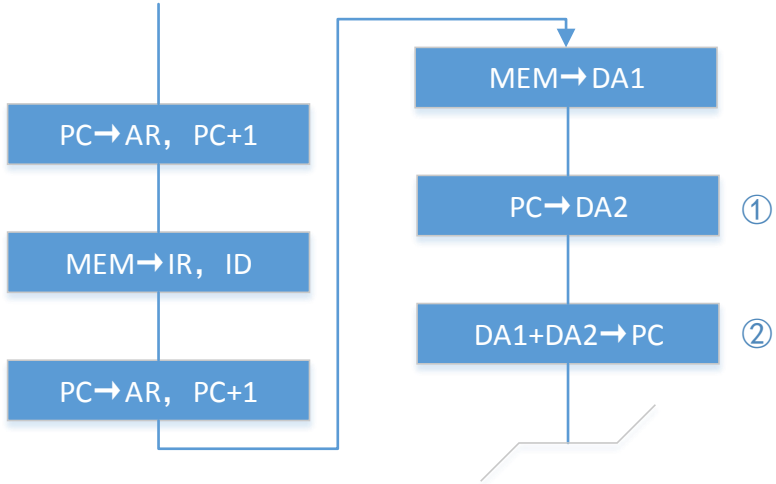 PC→AR，PC+1
MEM→IR，ID
PC→AR，PC+1
MEM→DA1
PC→DA2
①
DA1+DA2→PC
②